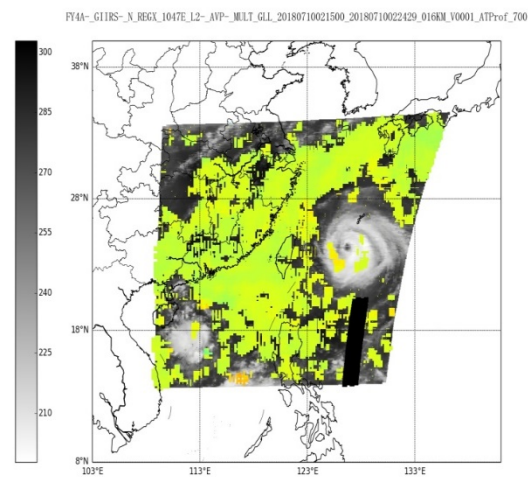 FY4A-_GIIRS-_N_REGX_1047E_L2-_AVP-_MULT_GLL_20180710021500_20180710022429_016KM_V0001_ATProf_700
300
285
270
255
240
225
210
38°N
28°N
18°N
8°N
103°E
113°E
123°E
133°E